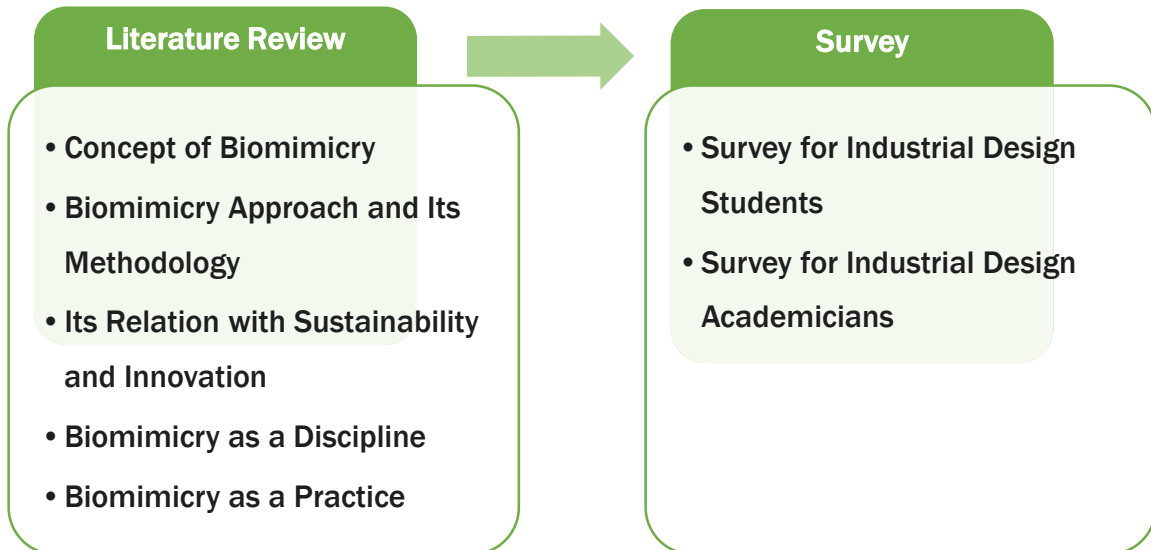 Literature Review
• Concept of Biomimicry
• Biomimicry Approach and Its
Methodology
• Its Relation with Sustainability
and Innovation
• Biomimicry as a Discipline
• Biomimicry as a Practice
Survey
• Survey for Industrial Design
Students
• Survey for Industrial Design
Academicians